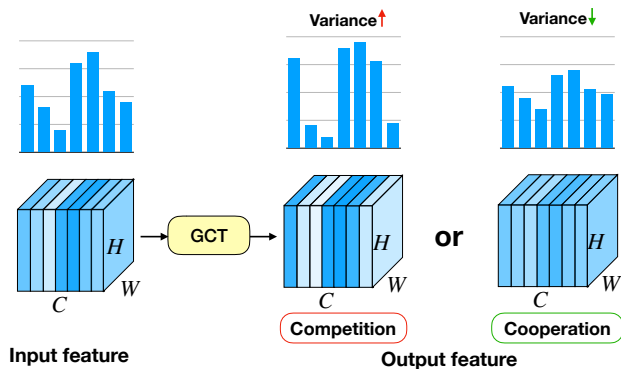 Variance↑
Variance↓
GCT
or
H
W
C
H
W
C
H
W
C
Competition
Cooperation
Input feature
Output feature